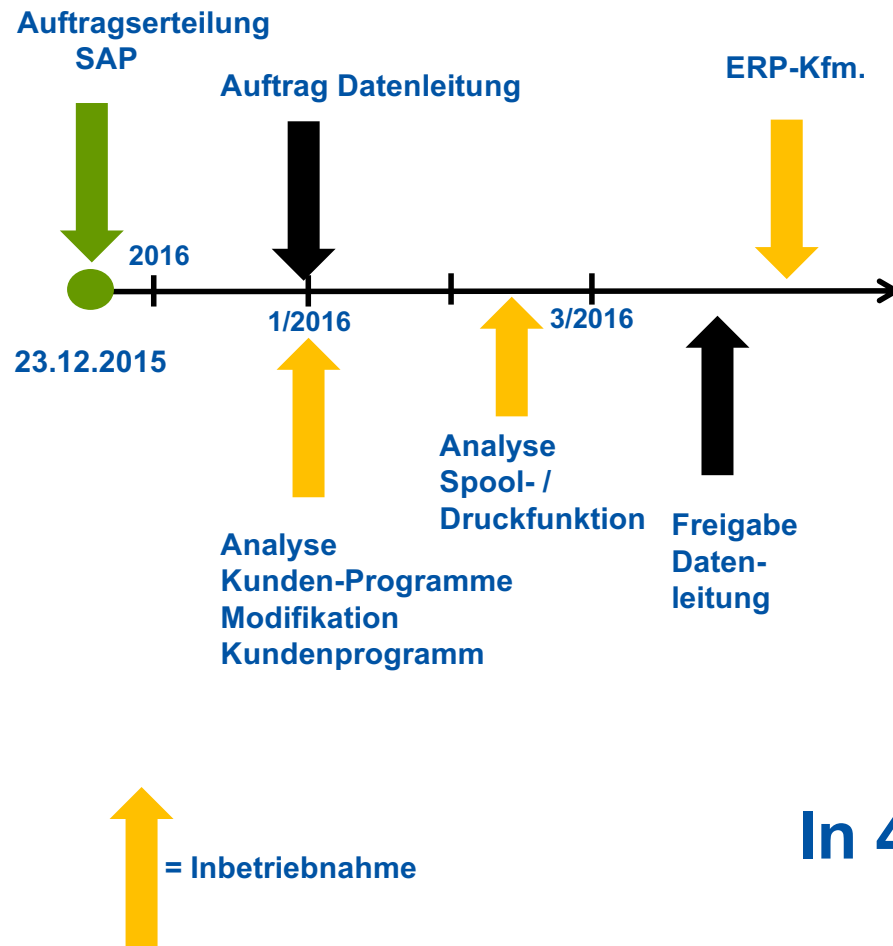 Auftragserteilung
SAP
Auftrag Datenleitung
ERP-Kfm.
2016
1/2016
3/2016
23.12.2015
Analyse
Spool- /
Druckfunktion
Analyse
Kunden-Programme
Modifikation
Kundenprogramm
Freigabe
Daten-
leitung
= Inbetriebnahme
In 4